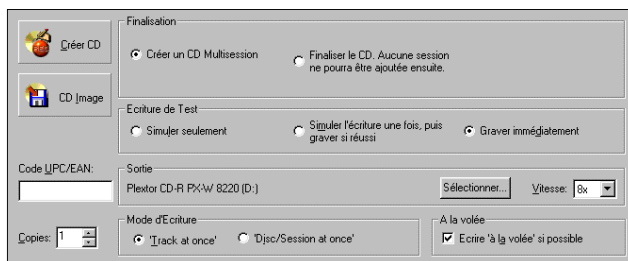 Finalisation
Créer CD
Créer un CD Multisession
Finaliser le CD. Aucune session
ne pourra être ajoutée ensuite.
CD Image
Ecriture de Test
Simuler seulement
Simuler l'écriture une fois, puis
graver si réussi
Graver immédiatement
Code UPC/EAN:
Sortie
Plextor CD-R PX-W 8220 (D:)
Sélectionner...
Vitesse: 8x
Mode d'Ecriture
A la volée
Copies: 1
'Track at once'
'Disc/Session at once'
Ecrire 'à la volée' si possible